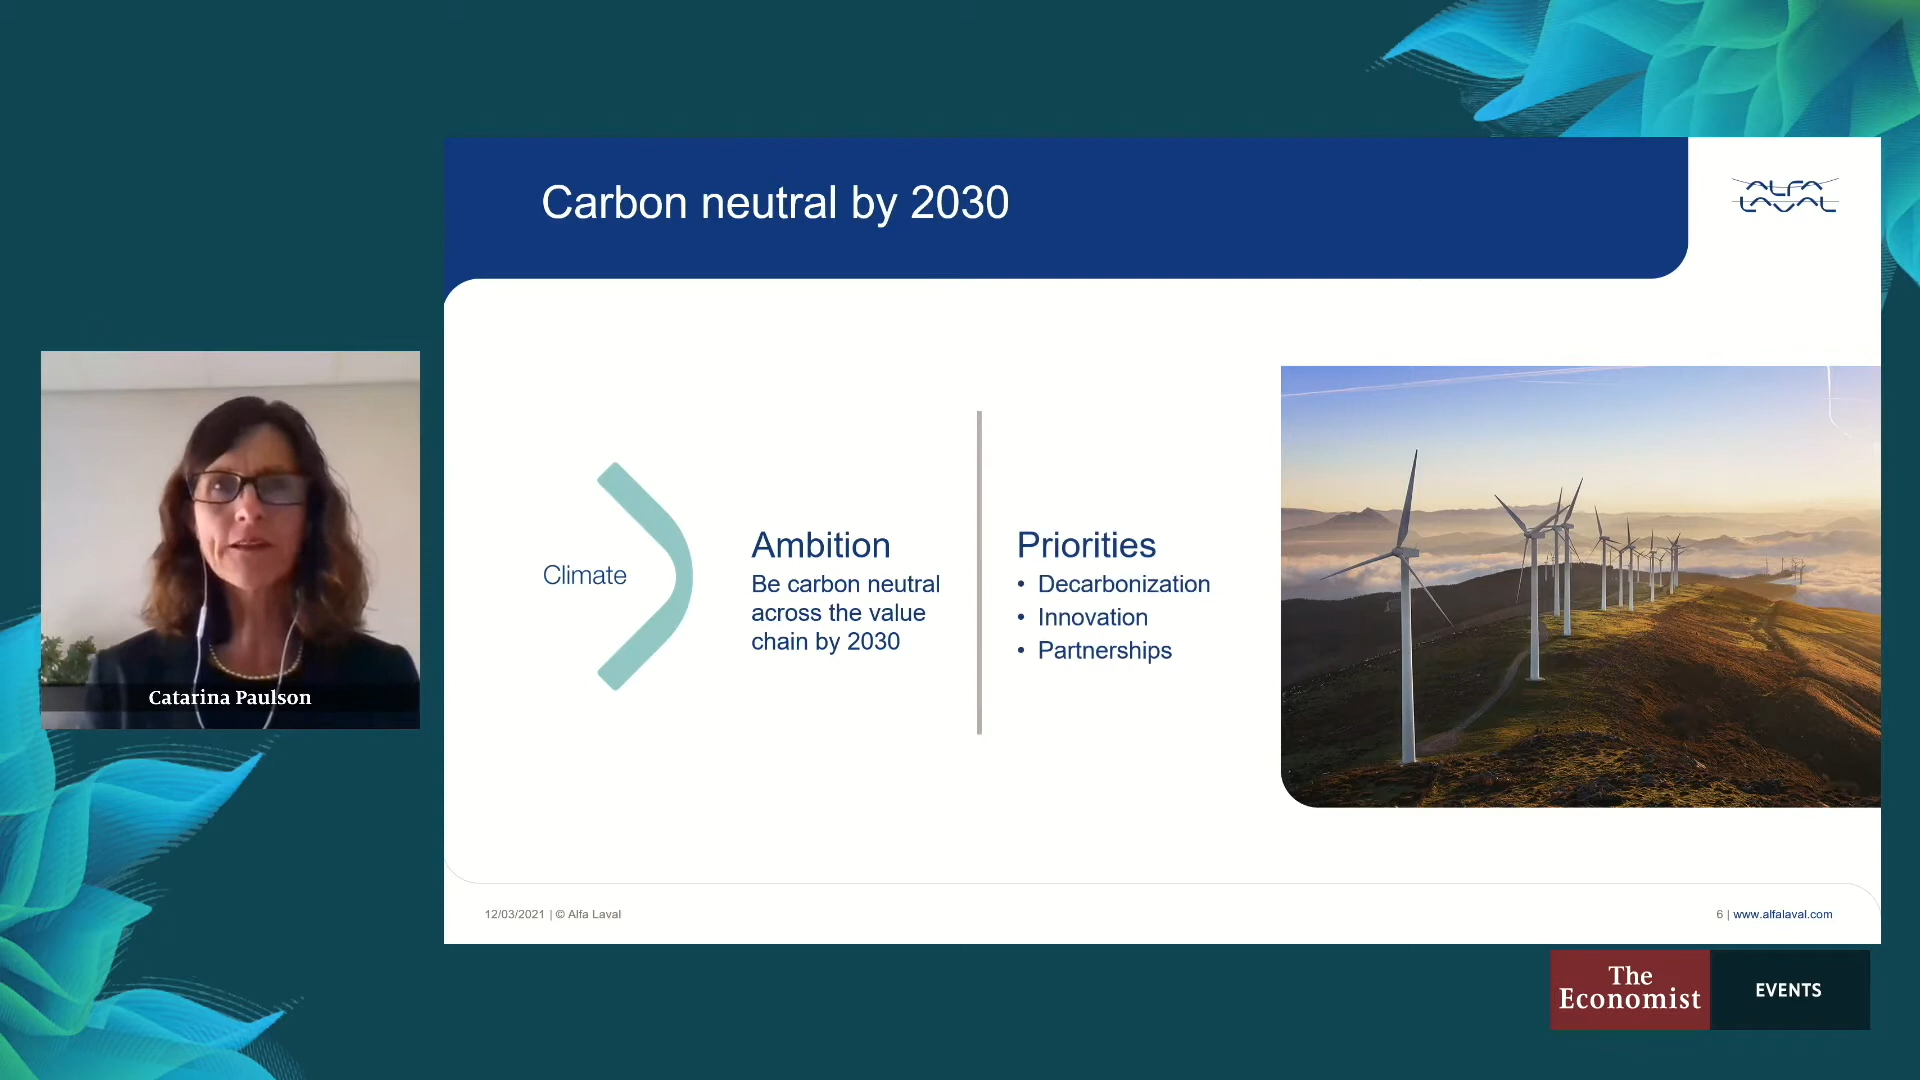 Carbon neutral by 2030
ALFA
LAVAL
Catarina Paulson
Climate
Ambition
Be carbon neutral
across the value
chain by 2030
Priorities
• Decarbonization
• Innovation
• Partnerships
12/03/2021 | © Alfa Laval
6 | www.alfalaval.com
The
Economist
EVENTS